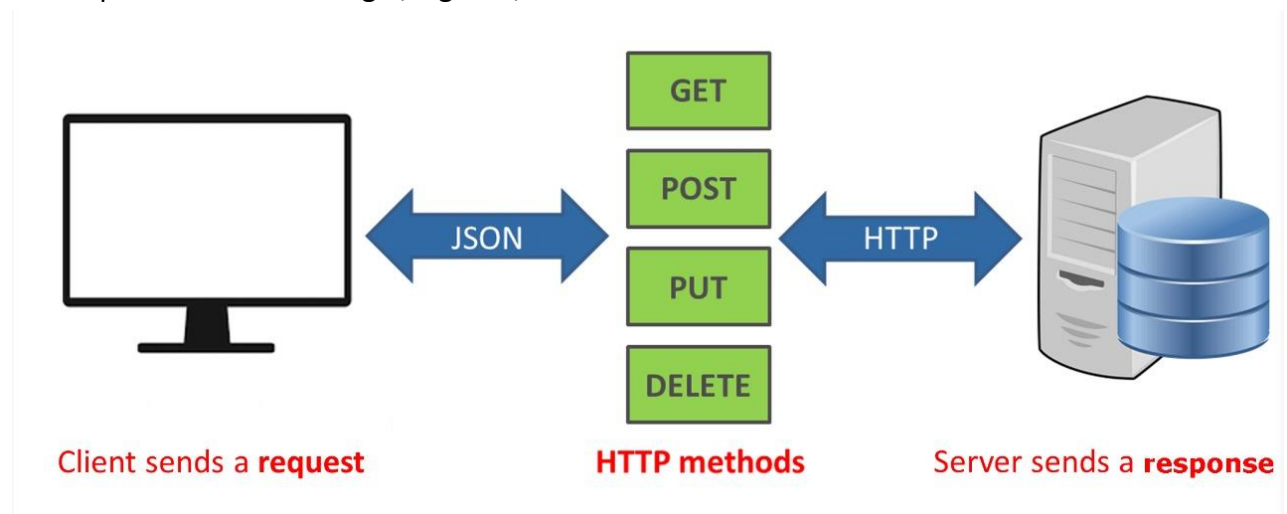 GET
POST
JSON
HTTP
PUT
DELETE
Client sends a request
HTTP methods
Server sends a response